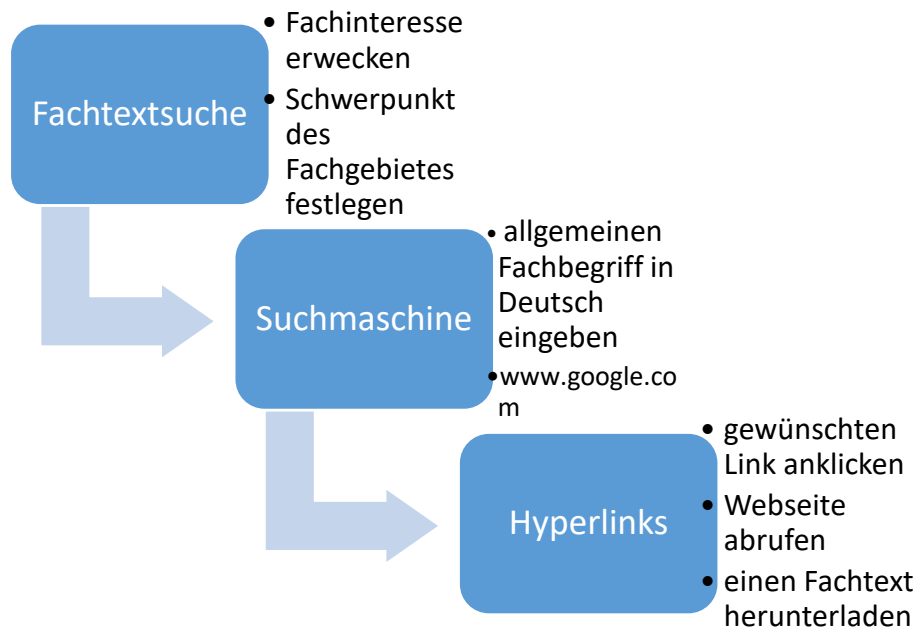 Fachtextsuche
• Fachinteresse
erwecken
• Schwerpunkt
des
Fachgebietes
festlegen
Suchmaschine
• allgemeinen
Fachbegriff in
Deutsch
eingeben
•www.google.co
m
Hyperlinks
• gewünschten
Link anklicken
• Webseite
abrufen
• einen Fachtext
herunterladen